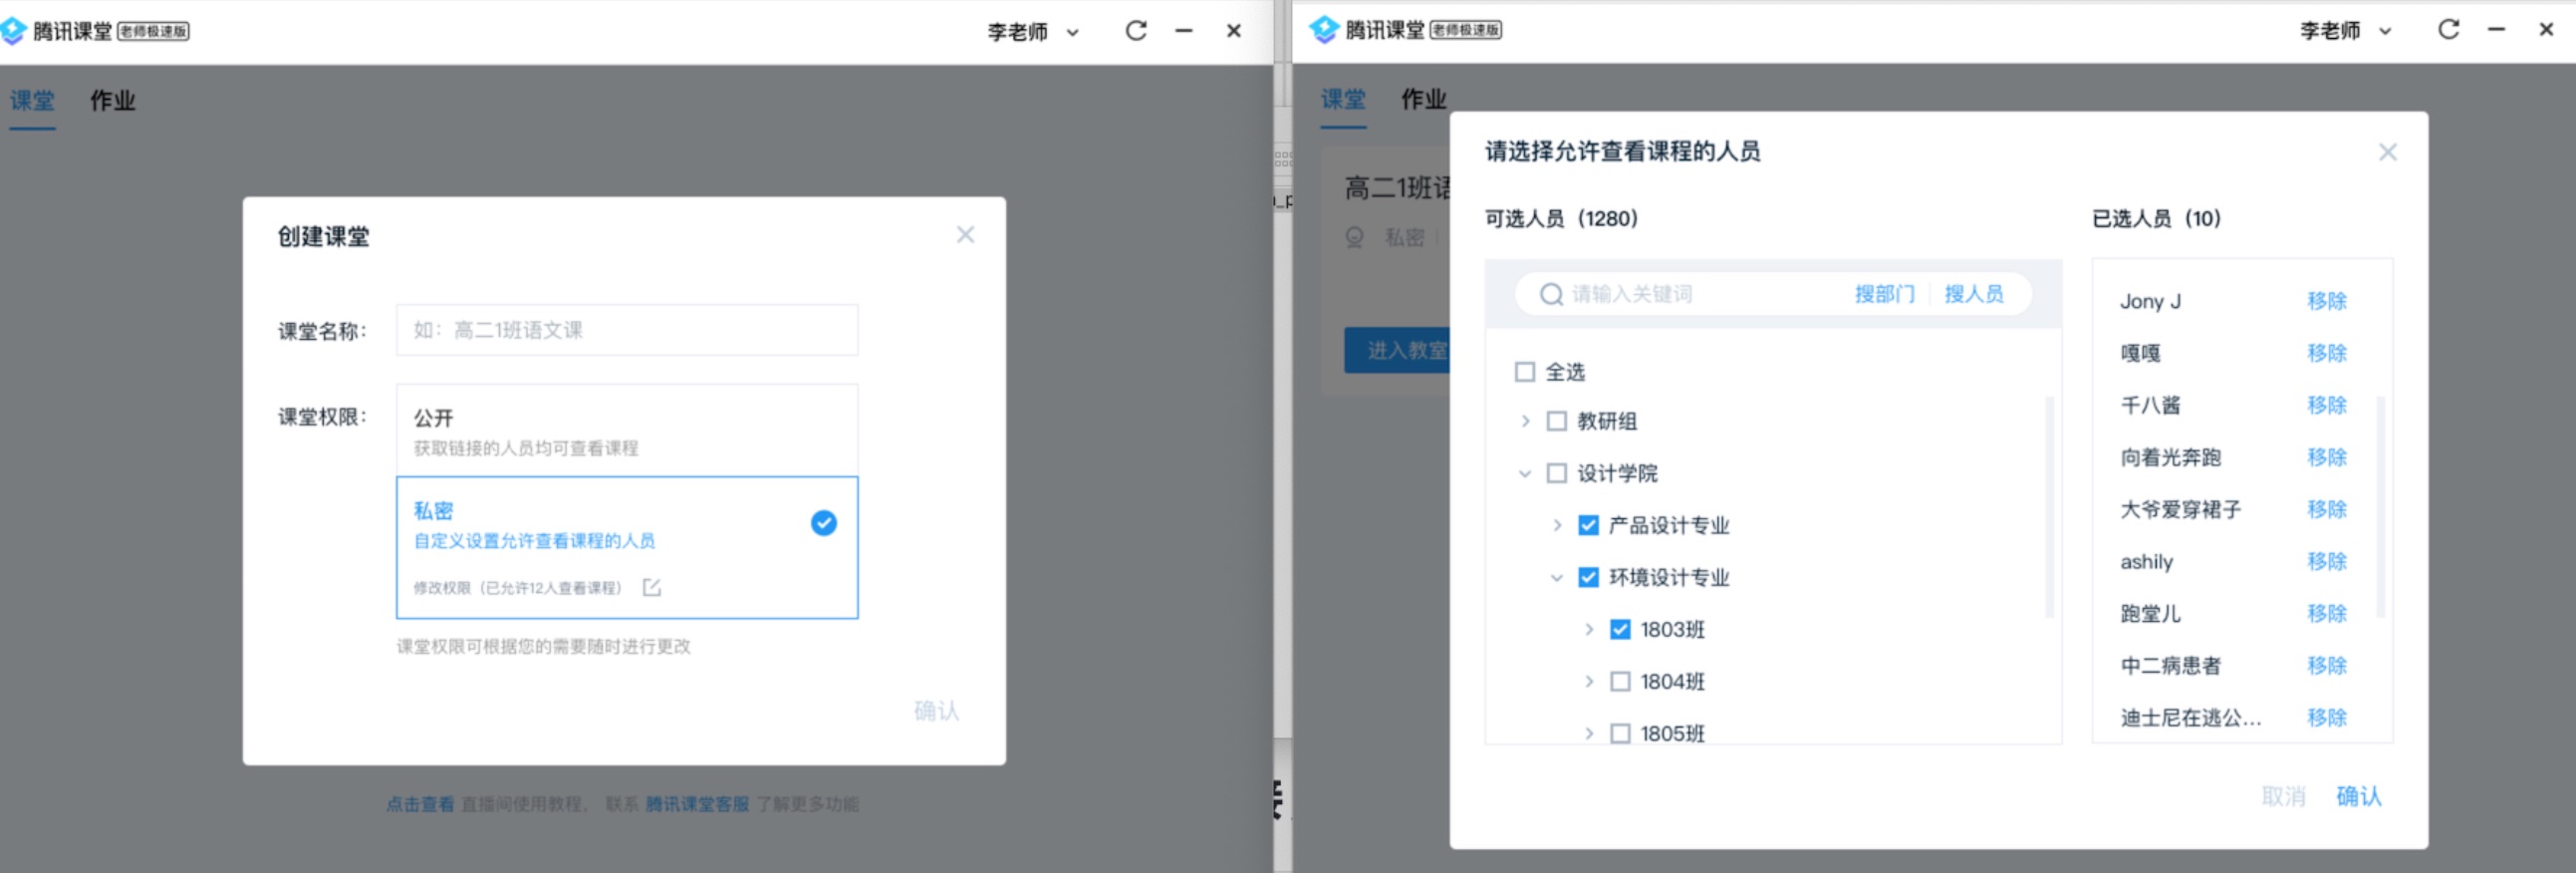 腾讯课堂 老师极速版
李老师
课堂 作业
创建课堂
课堂名称: 如: 高二1班语文课
课堂权限:
公开
获取链接的人员均可查看课程
私密
自定义设置允许查看课程的人员
修改权限（已允许12人查看课程）
课堂权限可根据您的需要随时进行更改
确认
点击查看 直播间使用教程， 联系 腾讯课堂客服 了解更多功能
腾讯课堂 老师极速版
李老师
课堂 作业
高二1班语
私密
进入教室
请选择允许查看课程的人员
可选人员（1280）
请输入关键词 搜部门 搜人员
全选
教研组
设计学院
产品设计专业
环境设计专业
1803班
1804班
1805班
已选人员（10）
Jony J 移除
嘎嘎 移除
千八酱 移除
向着光奔跑 移除
大爷爱穿裙子 移除
ashily 移除
跑堂儿 移除
中二病患者 移除
迪士尼在逃公... 移除
取消 确认